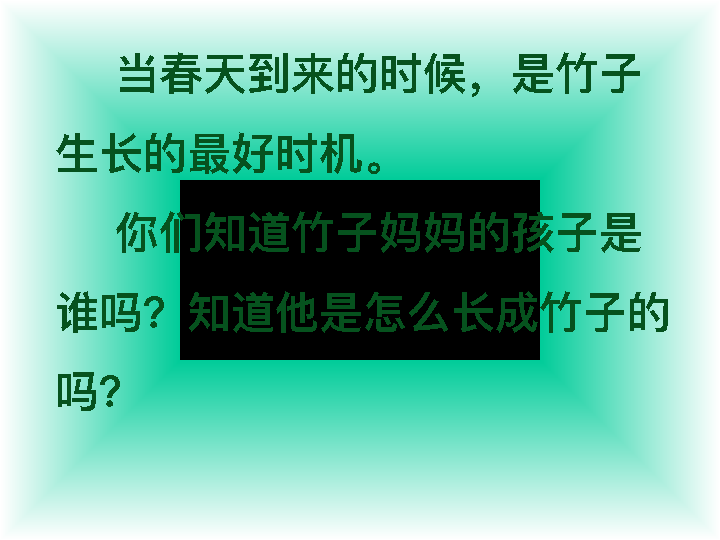 当春天到来的时候，是竹子
生长的最好时机。
你们知道竹子妈妈的孩子是
谁吗？知道他是怎么长成竹子的
吗？